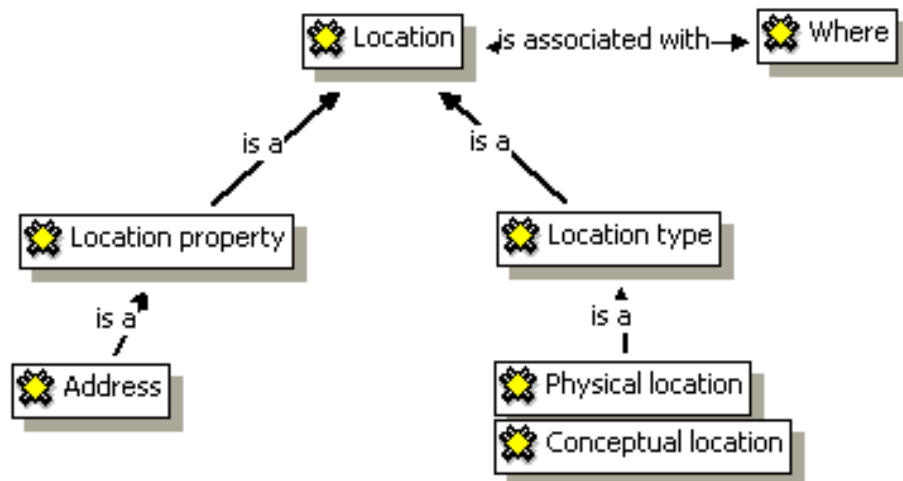 Location
is associated with
Where
is a
is a
Location property
Location type
is a
is a
Address
Physical location
Conceptual location